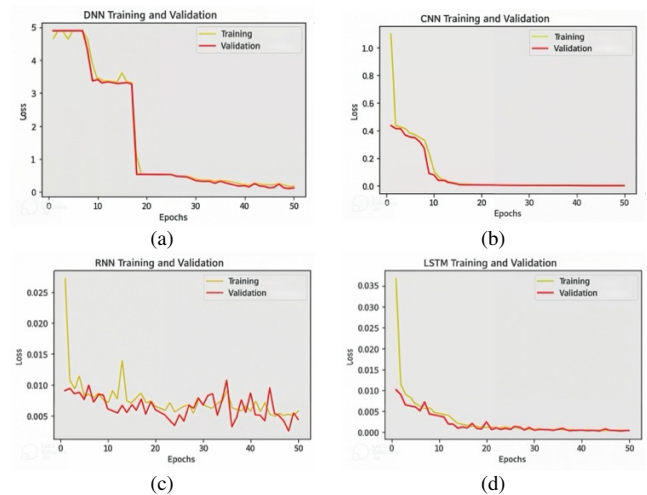 DNN Training and Validation
5
4
3
2
1
0
Loss
Training
Validation
0 10 20 30 40 50
Epochs
(a)
CNN Training and Validation
1.0
0.8
0.6
0.4
0.2
0.0
Loss
Training
Validation
0 10 20 30 40 50
Epochs
(b)
RNN Training and Validation
0.025
0.020
0.015
0.010
0.005
Loss
Training
Validation
0 10 20 30 40 50
Epochs
(c)
LSTM Training and Validation
0.035
0.030
0.025
0.020
0.015
0.010
0.005
0.000
Loss
Training
Validation
0 10 20 30 40 50
Epochs
(d)